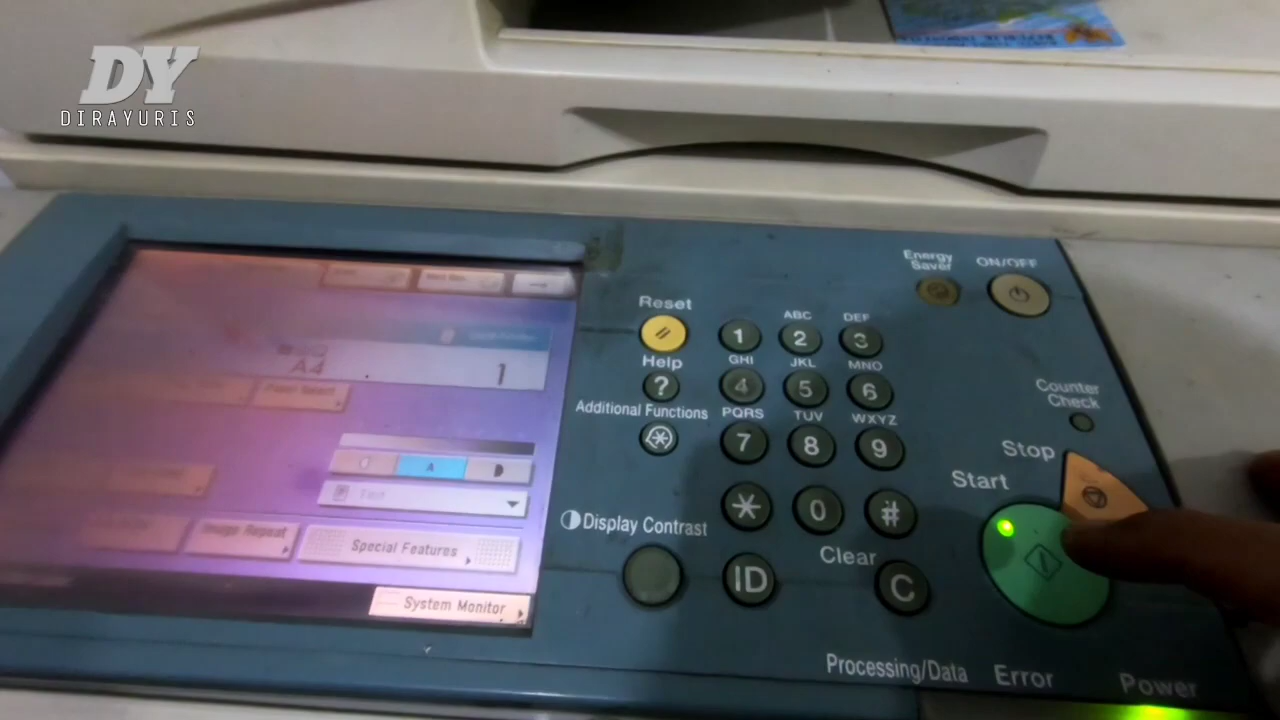 DY
DIRAYURIS
Energy
Saver
ON/OFF
Reset
Help
?
Additional Functions
1
ABC
2
DEF
3
GHI
4
JKL
5
MNO
6
PQRS
7
TUV
8
WXYZ
9
*
0
#
Counter
Check
Stop
Start
Display Contrast
ID
Clear
C
Processing/Data
Error
Power
A4
1
A
Text
Image Repeat
Special Features
System Monitor